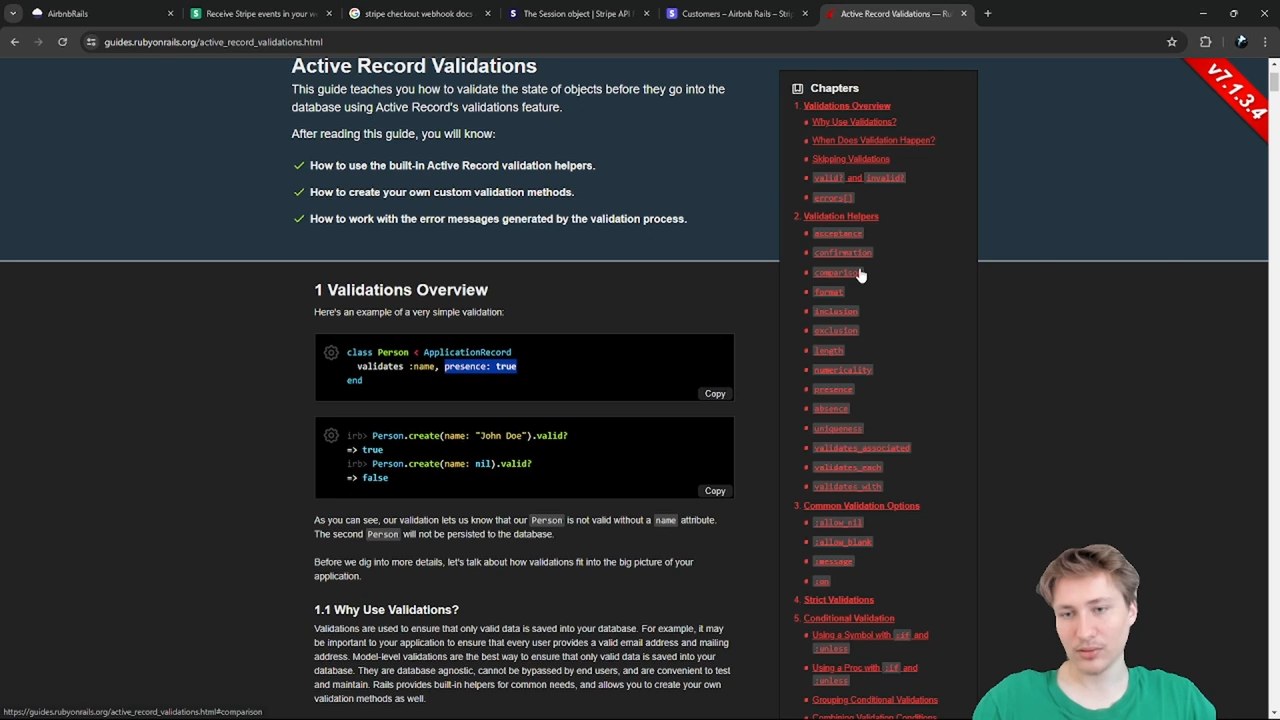 AirbnbRails
Receive Stripe events in your we
stripe checkout webhook docs
The Session object | Stripe API
Customers – Airbnb Rails – Stri
Active Record Validations — Ru
guides.rubyonrails.org/active_record_validations.html
v7.1.3.4
Active Record Validations
This guide teaches you how to validate the state of objects before they go into the
database using Active Record's validations feature.
After reading this guide, you will know:
How to use the built-in Active Record validation helpers.
How to create your own custom validation methods.
How to work with the error messages generated by the validation process.
1 Validations Overview
Here's an example of a very simple validation:
class Person < ApplicationRecord
validates :name, presence: true
end
Copy
irb> Person.create(name: "John Doe").valid?
=> true
irb> Person.create(name: nil).valid?
=> false
Copy
As you can see, our validation lets us know that our Person is not valid without a name attribute.
The second Person will not be persisted to the database.
Before we dig into more details, let's talk about how validations fit into the big picture of your
application.
1.1 Why Use Validations?
Validations are used to ensure that only valid data is saved into your database. For example, it may
be important to your application to ensure that every user provides a valid email address and mailing
address. Model-level validations are the best way to ensure that only valid data is saved into your
database. They are database agnostic, cannot be bypassed by end users, and are convenient to test
and maintain. Rails provides built-in helpers for common needs, and allows you to create your own
validation methods as well.
Chapters
1. Validations Overview
Why Use Validations?
When Does Validation Happen?
Skipping Validations
valid? and invalid?
errors[]
2. Validation Helpers
acceptance
confirmation
comparison
format
inclusion
exclusion
length
numericality
presence
absence
uniqueness
validates_associated
validates_each
validates_with
3. Common Validation Options
:allow_nil
:allow_blank
:message
:on
4. Strict Validations
5. Conditional Validation
Using a Symbol with :if and
:unless
Using a Proc with :if and
:unless
Grouping Conditional Validations
Combining Validation Conditions
https://guides.rubyonrails.org/active_record_validations.html#comparison